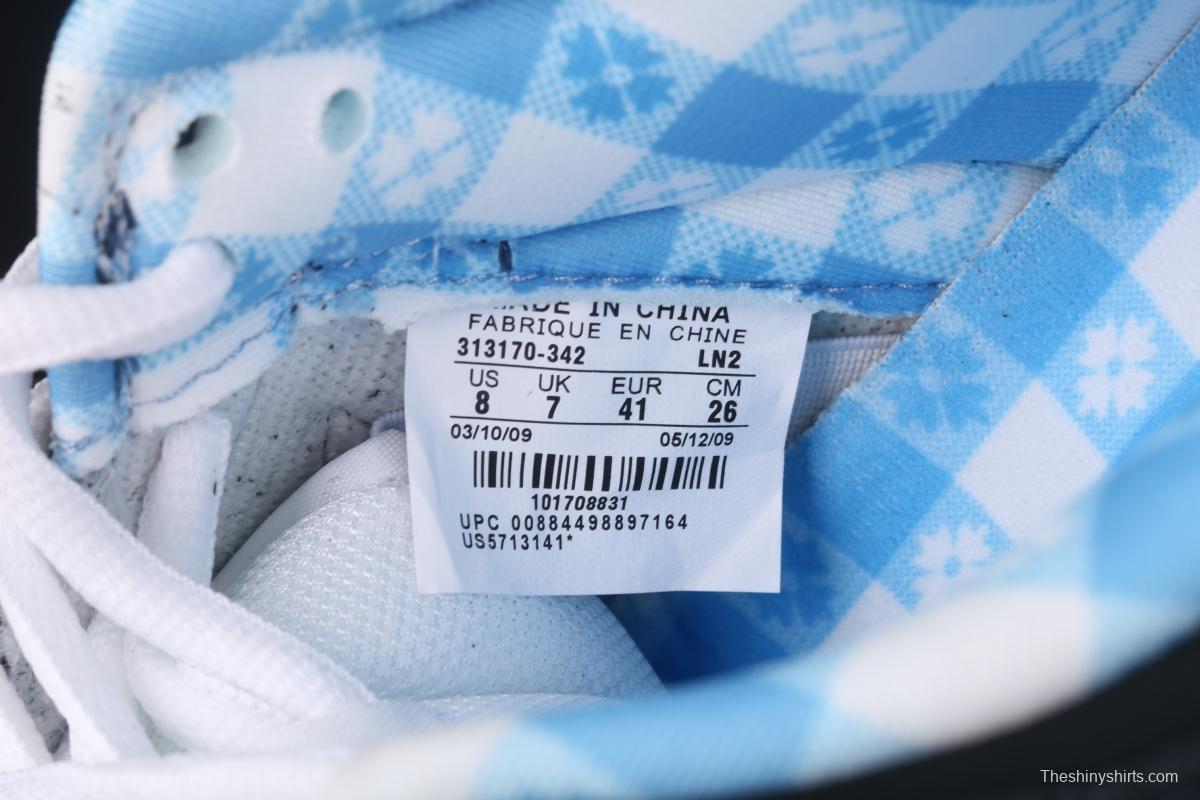 MADE IN CHINA
FABRIQUE EN CHINE
313170-342 LN2
US UK EUR CM
8 7 41 26
03/10/09 05/12/09
101708831
UPC 00884498897164
US5713141*
Theshinyshirts.com